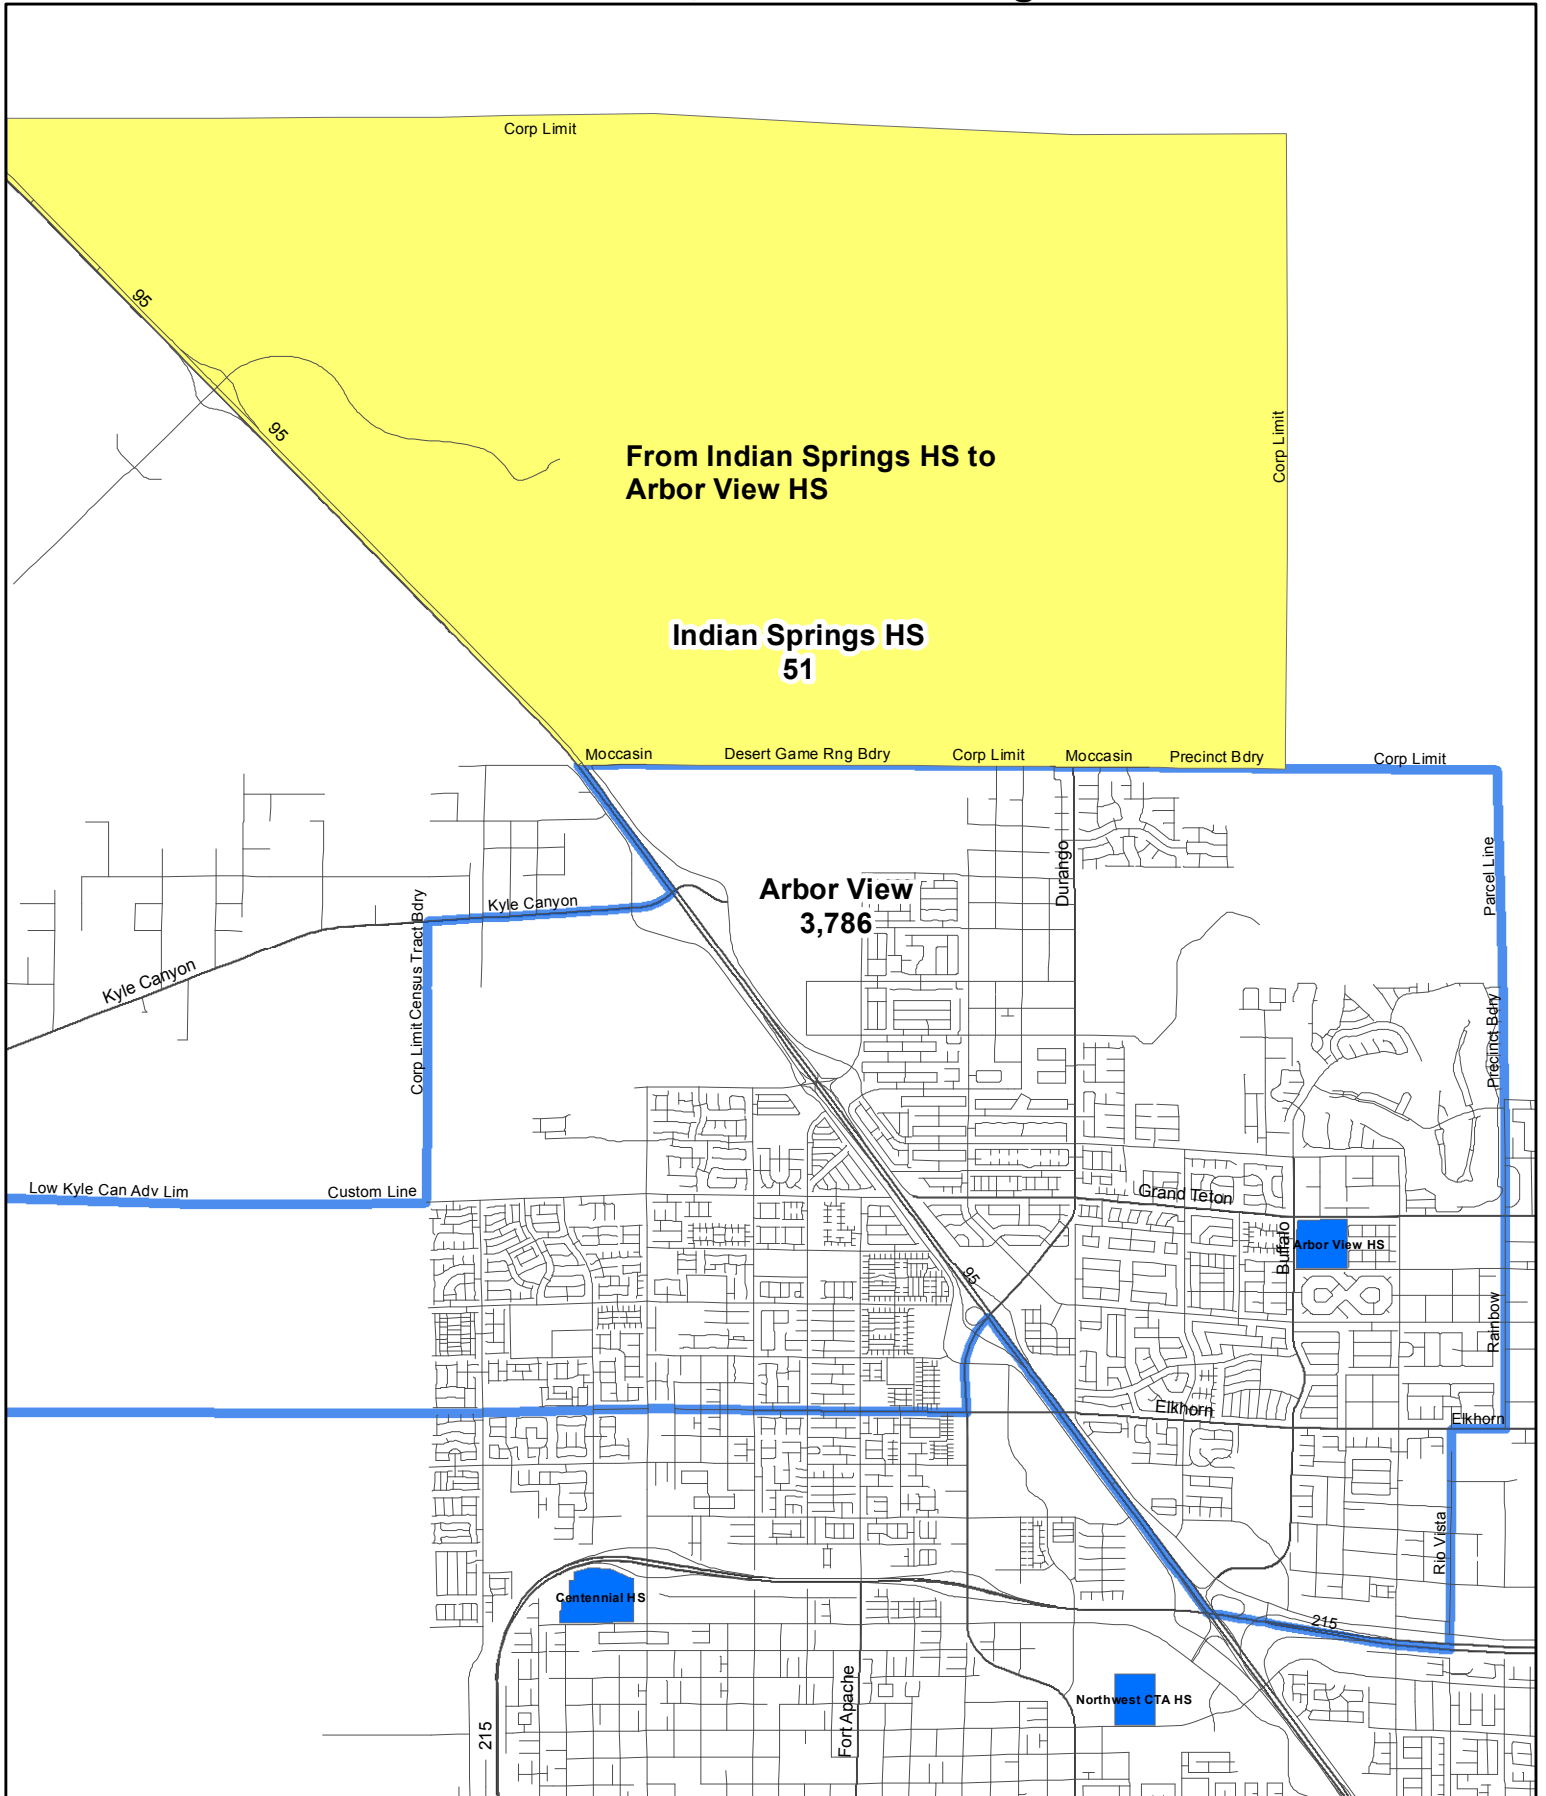 Corp Limit
95
95
Corp Limit
From Indian Springs HS to
Arbor View HS
Indian Springs HS
51
Moccasin
Desert Game Rng Bdry
Corp Limit
Moccasin
Precinct Bdry
Corp Limit
Durango
Parcel Line
Arbor View
3,786
Kyle Canyon
Corp Limit Census Tract Bdry
Kyle Canyon
Precinct Bdry
Low Kyle Can Adv Lim
Custom Line
Grand Teton
Buffalo
Arbor View HS
95
Rainbow
Elkhorn
Elkhorn
Rio Vista
Centennial HS
215
Northwest CTA HS
Fort Apache
215